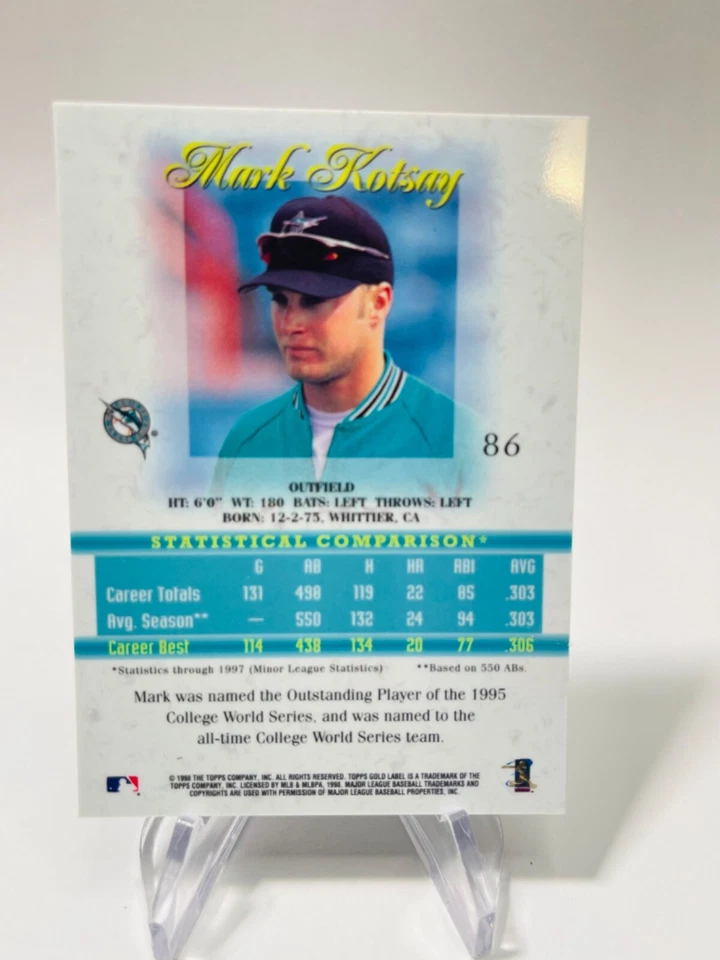 Mark Kotsay
86
OUTFIELD
HT: 6'0" WT: 180 BATS: LEFT THROWS: LEFT
BORN: 12-2-75, WHITTIER, CA
STATISTICAL COMPARISON*
G AB H HR RBI AVG
Career Totals 131 498 119 22 85 .303
Avg. Season** — 550 132 24 94 .303
Career Best 114 438 134 20 77 .306
*Statistics through 1997 (Minor League Statistics) **Based on 550 ABs.
Mark was named the Outstanding Player of the 1995
College World Series, and was named to the
all-time College World Series team.
© 1998 THE TOPPS COMPANY, INC. ALL RIGHTS RESERVED. TOPPS GOLD LABEL IS A TRADEMARK OF THE
TOPPS COMPANY, INC. LICENSED BY MLB & MLBPA, 1998. MAJOR LEAGUE BASEBALL TRADEMARKS AND
COPYRIGHTS ARE USED WITH PERMISSION OF MAJOR LEAGUE BASEBALL PROPERTIES, INC.